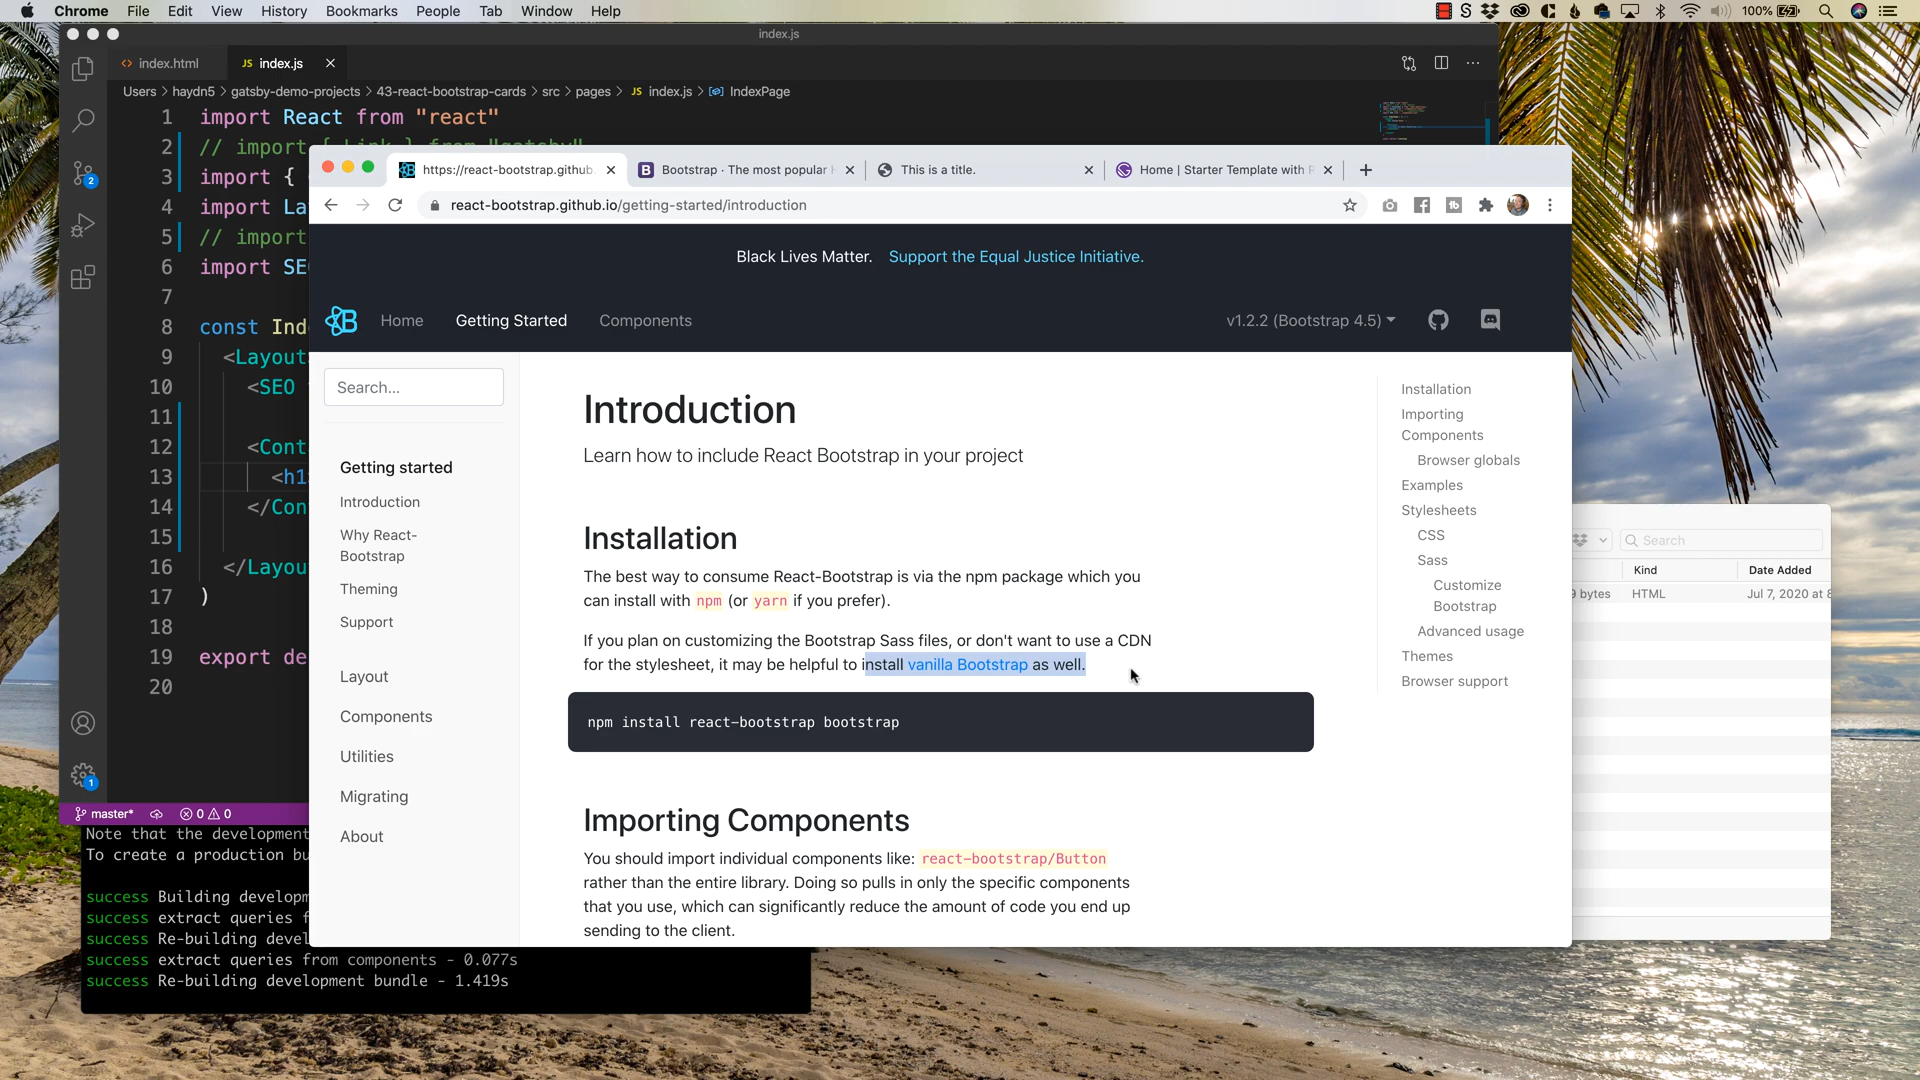 Chrome File Edit View History Bookmarks People Tab Window Help
100%
index.js
index.html
JS index.js
Users > haydn5 > gatsby-demo-projects > 43-react-bootstrap-cards > src > pages > JS index.js > IndexPage
1 import React from "react"
2 // import { Link } from "gatsby"
3 import {
4 import La
5 // import
6 import SE
7
8 const Ind
9 <Layout
10 <SEO
11
12 <Cont
13 <h1
14 </Con
15
16 </Layou
17 )
18
19 export de
20
2
1
master* 0 0
Note that the development
To create a production bu
success Building developm
success extract queries f
success Re-building devel
success extract queries from components - 0.077s
success Re-building development bundle - 1.419s
https://react-bootstrap.github.
Bootstrap · The most popular
This is a title.
Home | Starter Template with
react-bootstrap.github.io/getting-started/introduction
Black Lives Matter. Support the Equal Justice Initiative.
B Home Getting Started Components
v1.2.2 (Bootstrap 4.5)
Search...
Getting started
Introduction
Why React-
Bootstrap
Theming
Support
Layout
Components
Utilities
Migrating
About
Introduction
Learn how to include React Bootstrap in your project
Installation
The best way to consume React-Bootstrap is via the npm package which you
can install with npm (or yarn if you prefer).
If you plan on customizing the Bootstrap Sass files, or don't want to use a CDN
for the stylesheet, it may be helpful to install vanilla Bootstrap as well.
npm install react-bootstrap bootstrap
Importing Components
You should import individual components like: react-bootstrap/Button
rather than the entire library. Doing so pulls in only the specific components
that you use, which can significantly reduce the amount of code you end up
sending to the client.
Installation
Importing
Components
Browser globals
Examples
Stylesheets
CSS
Sass
Customize
Bootstrap
Advanced usage
Themes
Browser support
Search
Kind Date Added
bytes HTML Jul 7, 2020 at